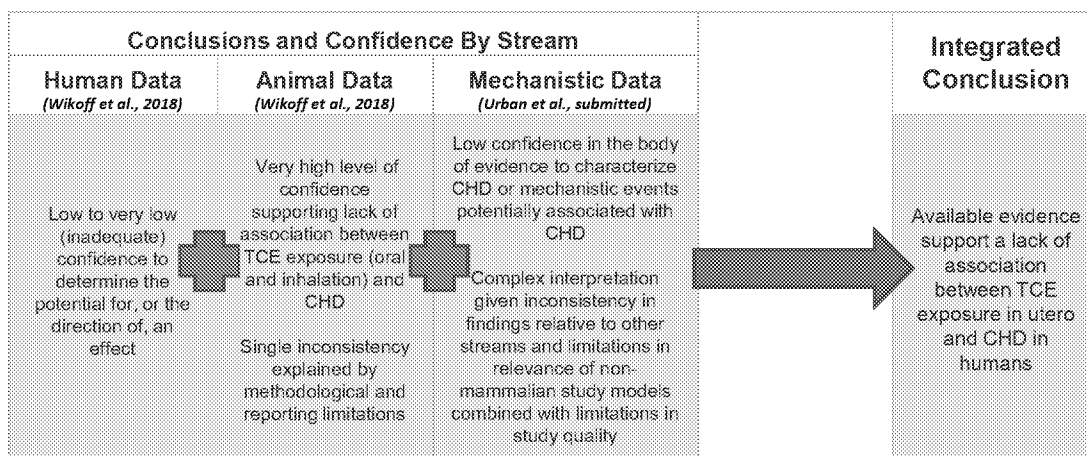 Conclusions and Confidence By Stream
Human Data
(Wikoff et al., 2018)
Low to very low
(inadequate)
confidence to
determine the
potential for, or the
direction of, an
effect
Animal Data
(Wikoff et al., 2018)
Very high level of
confidence
supporting lack of
association between
TCE exposure (oral
and inhalation) and
CHD
Single inconsistency
explained by
methodological and
reporting limitations
Mechanistic Data
(Urban et al., submitted)
Low confidence in the body
of evidence to characterize
CHD or mechanistic events
potentially associated with
CHD
Complex interpretation
given inconsistency in
findings relative to other
streams and limitations in
relevance of non-
mammalian study models
combined with limitations in
study quality
Integrated
Conclusion
Available evidence
support a lack of
association
between TCE
exposure in utero
and CHD in
humans